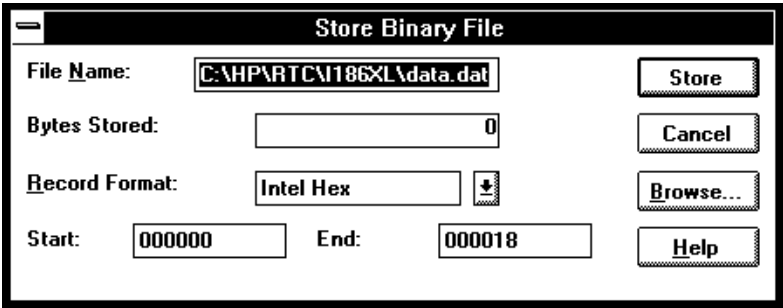 Store Binary File
File Name: C:\HP\RTC\I186XL\data.dat Store
Bytes Stored: 0 Cancel
Record Format: Intel Hex Browse...
Start: 000000 End: 000018 Help